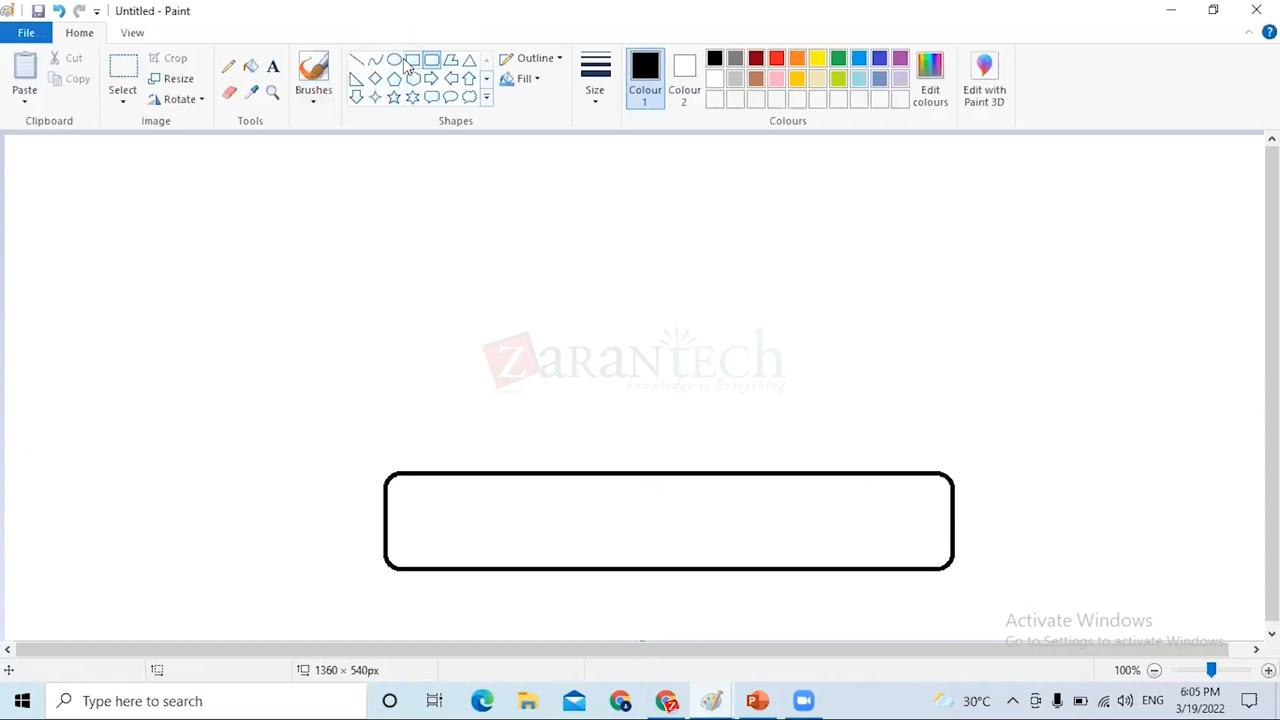 Untitled - Paint
File Home View
Paste
Cut
Copy
Clipboard
Select
Crop
Resize
Rotate
Image
A
Tools
Brushes
Shapes
Outline
Fill
Size
Colour 1
Colour 2
Colours
Edit colours
Edit with Paint 3D
ZARANTECH
knowledge is Everything
Activate Windows
Go to Settings to activate Windows.
1360 × 540px
100%
Type here to search
30°C
ENG
6:05 PM
3/19/2022